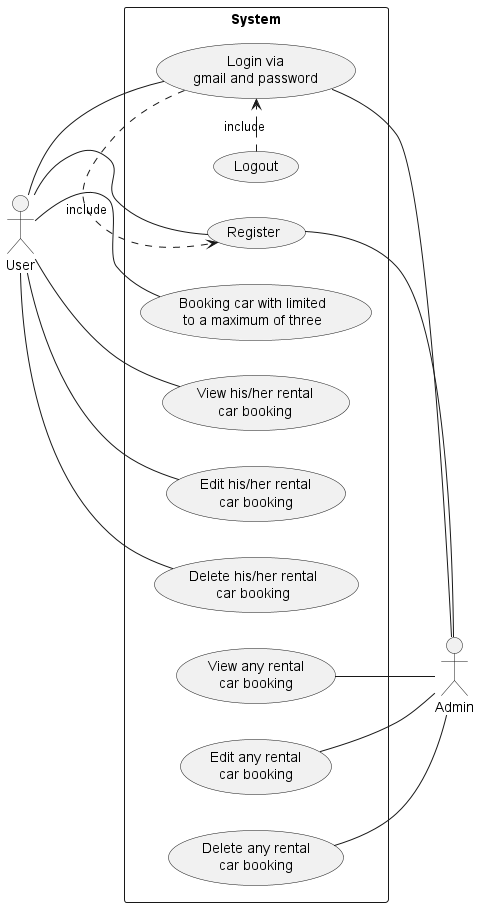 System
Login via
gmail and password
include
Logout
include
Register
User
Booking car with limited
to a maximum of three
View his/her rental
car booking
Edit his/her rental
car booking
Delete his/her rental
car booking
View any rental
car booking
Admin
Edit any rental
car booking
Delete any rental
car booking